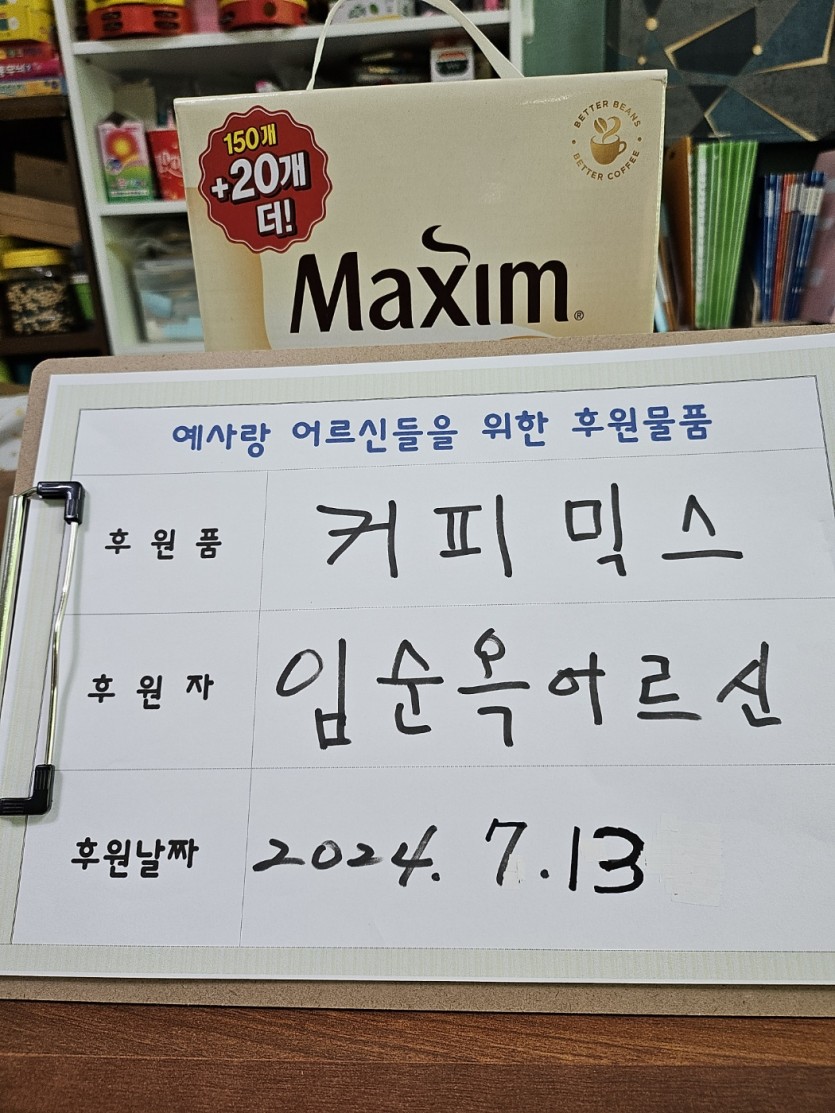 150개
+20개
더!
BETTER BEANS
BETTER COFFEE
Maxim
®
예사랑 어르신들을 위한 후원물품
후원품 커피믹스
후원자 임순옥어르신
후원날짜 2024. 7.13